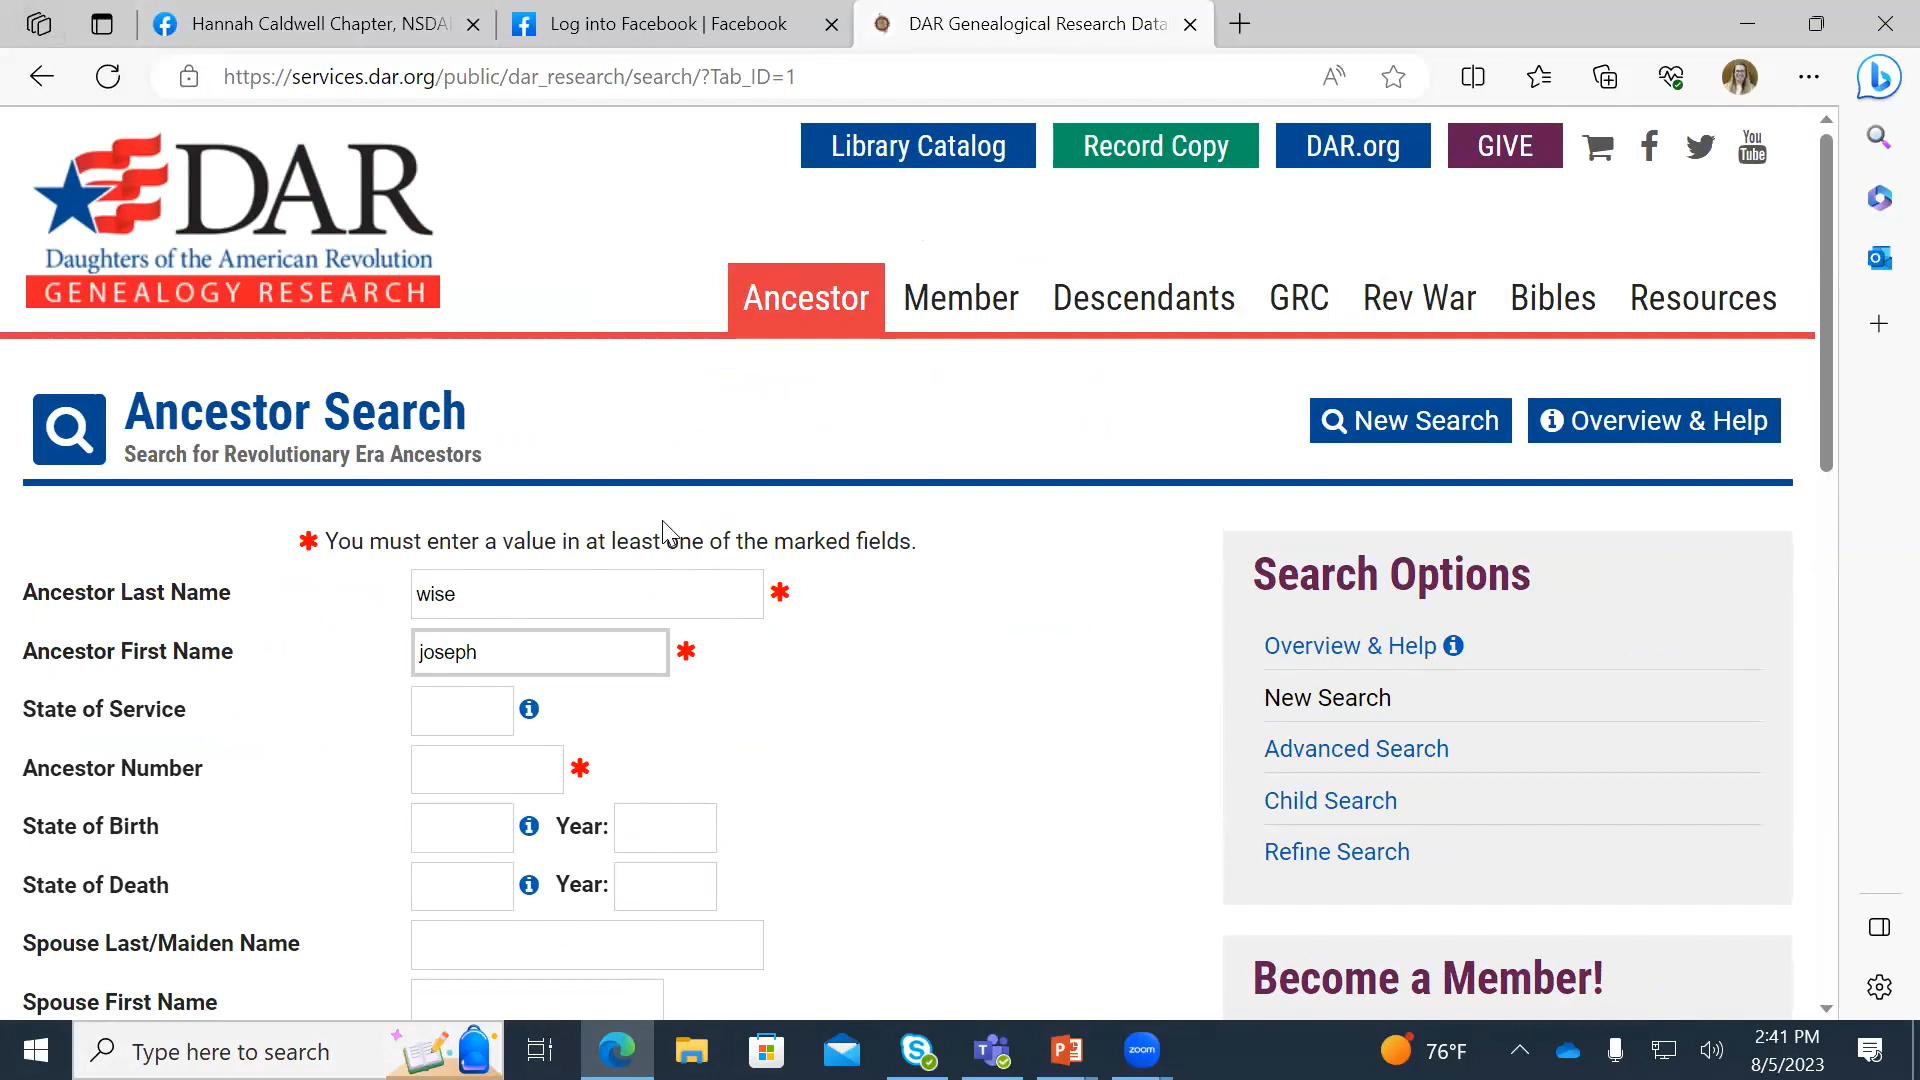 Hannah Caldwell Chapter, NSDA
Log into Facebook | Facebook
DAR Genealogical Research Data
https://services.dar.org/public/dar_research/search/?Tab_ID=1
Library Catalog
Record Copy
DAR.org
GIVE
You
Tube
DAR
Daughters of the American Revolution
GENEALOGY RESEARCH
Ancestor
Member
Descendants
GRC
Rev War
Bibles
Resources
Ancestor Search
Search for Revolutionary Era Ancestors
New Search
Overview & Help
✱ You must enter a value in at least one of the marked fields.
Ancestor Last Name wise ✱
Ancestor First Name joseph ✱
State of Service
Ancestor Number ✱
State of Birth Year:
State of Death Year:
Spouse Last/Maiden Name
Spouse First Name
Search Options
Overview & Help
New Search
Advanced Search
Child Search
Refine Search
Become a Member!
Type here to search
zoom
76°F
2:41 PM
8/5/2023